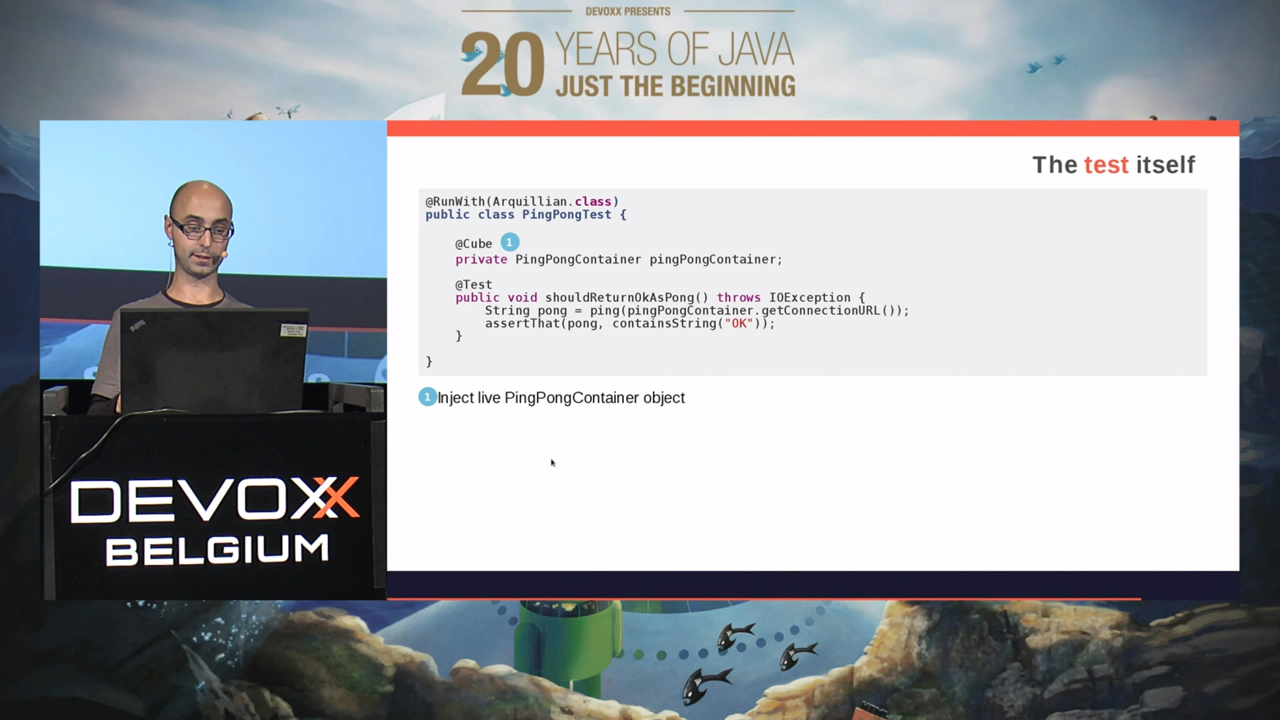 DEVOXX PRESENTS
20 YEARS OF JAVA
JUST THE BEGINNING
The test itself
@RunWith(Arquillian.class)
public class PingPongTest {
@Cube 1
private PingPongContainer pingPongContainer;
@Test
public void shouldReturnOkAsPong() throws IOException {
String pong = ping(pingPongContainer.getConnectionURL());
assertThat(pong, containsString("OK"));
}
}
1 Inject live PingPongContainer object
DEVOXX
BELGIUM